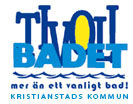 TIVOLI
BADET
mer än ett vanligt bad!
KRISTIANSTADS KOMMUN